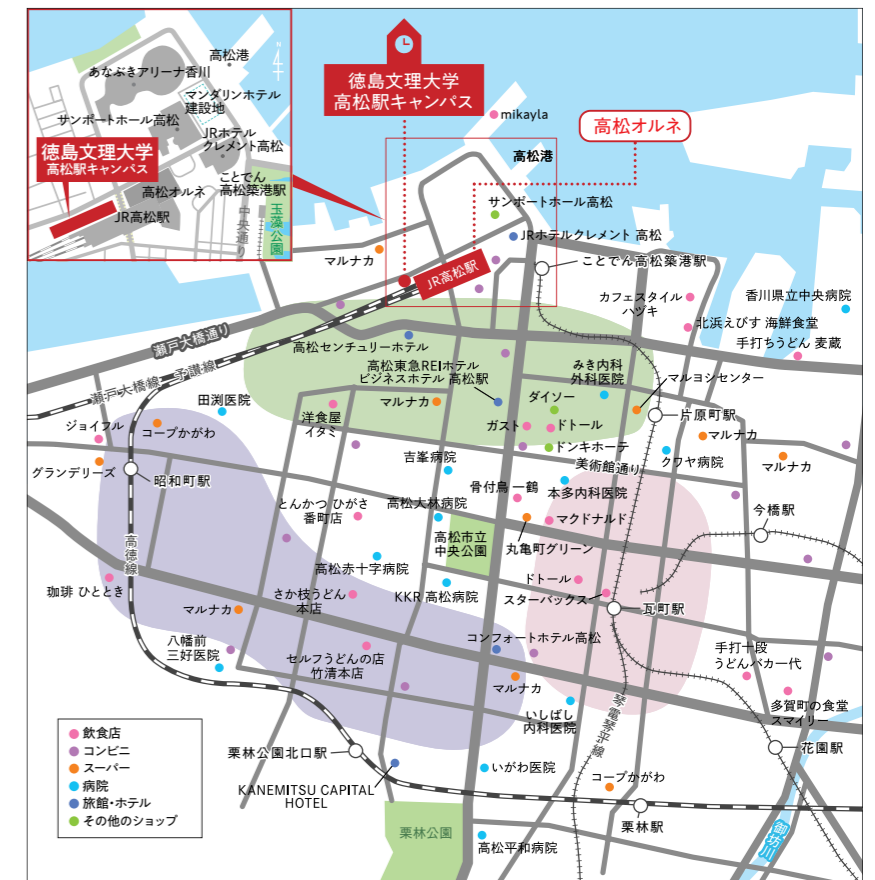 高松港
あなぶきアリーナ香川
マンダリンホテル
建設地
サンポートホール高松
JRホテル
クレメント高松
徳島文理大学
高松駅キャンパス
ことでん
高松築港駅
高松オルネ
JR高松駅
中央通り
玉藻公園
N
徳島文理大学
高松駅キャンパス
mikayla
高松オルネ
高松港
サンポートホール高松
JRホテルクレメント 高松
マルナカ
JR高松駅
ことでん高松築港駅
カフェスタイル
ハヅキ
香川県立中央病院
北浜えびす 海鮮食堂
手打ちうどん 麦蔵
瀬戸大橋通り
高松センチュリーホテル
瀬戸大橋線・予讃線
高松東急REIホテル
ビジネスホテル 高松駅
みき内科
外科医院
マルヨシセンター
田渕医院
マルナカ
ダイソー
洋食屋
イタミ
ガスト
ドトール
片原町駅
ジョイフル
コープかがわ
ドンキホーテ
マルナカ
美術館通り
クワヤ病院
マルナカ
グランデリーズ
昭和町駅
吉峯病院
骨付鳥 一鶴
本多内科医院
とんかつ ひがさ
番町店
高松大林病院
マクドナルド
今橋駅
高松市立
中央公園
丸亀町グリーン
高徳線
高松赤十字病院
ドトール
珈琲 ひととき
KKR 高松病院
スターバックス
さか枝うどん
本店
マルナカ
瓦町駅
八幡前
三好医院
コンフォートホテル高松
セルフうどんの店
竹清本店
手打十段
うどんバカ一代
マルナカ
多賀町の食堂
スマイリー
いしばし
内科医院
琴電琴平線
花園駅
飲食店
コンビニ
スーパー
病院
旅館・ホテル
その他のショップ
栗林公園北口駅
いがわ医院
KANEMITSU CAPITAL
HOTEL
コープかがわ
栗林公園
栗林駅
高松平和病院
御坊川